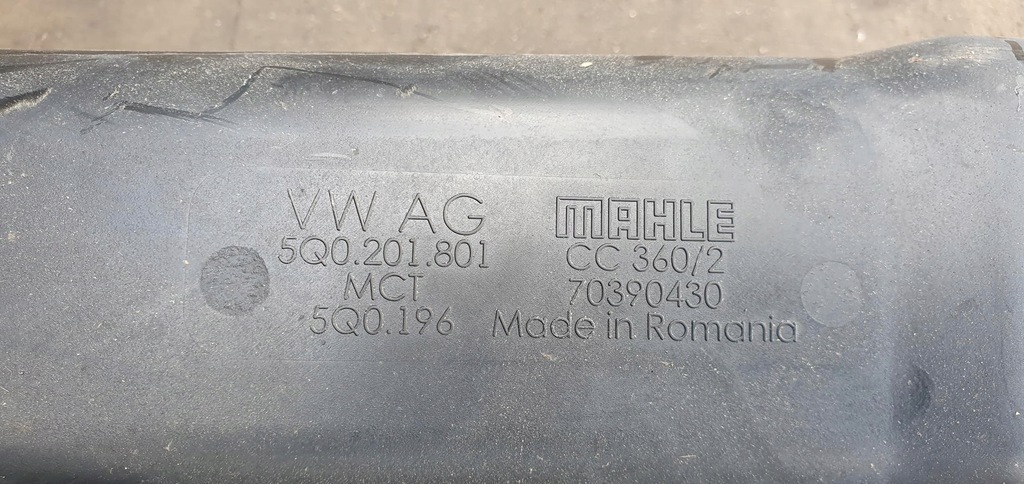 VW AG
5Q0.201.801
MCT
5Q0.196
MAHLE
CC 360/2
70390430
Made in Romania